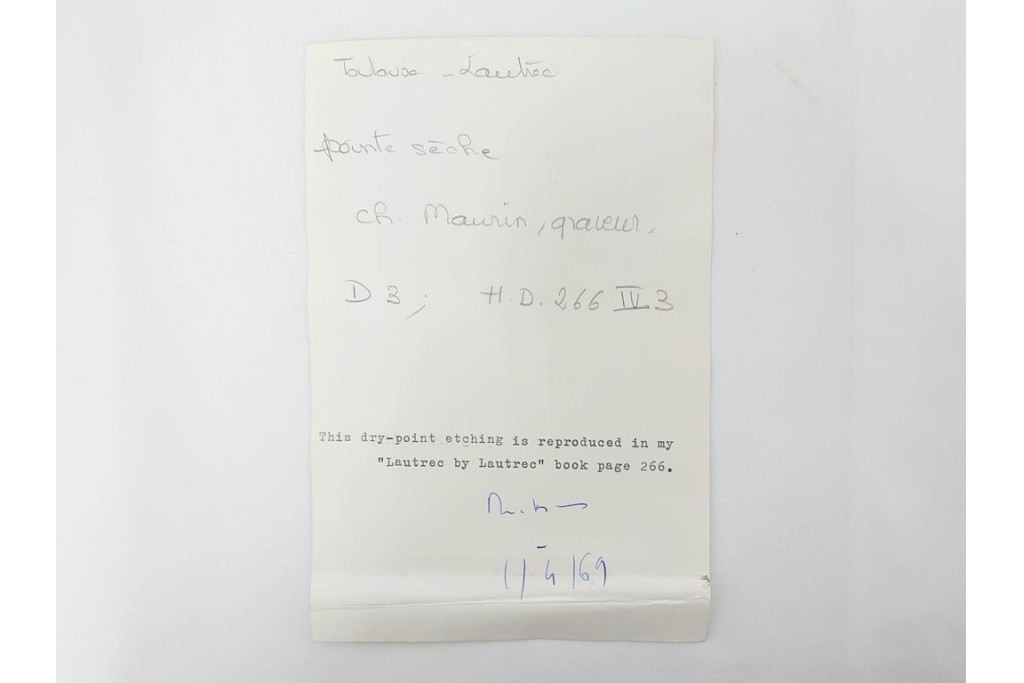 Toulouse - Lautrec
pointe sèche
ch. Maurin, graveur,
D 3 ; H.D. 266 IV 3
This dry-point etching is reproduced in my
"Lautrec by Lautrec" book page 266.
4/69